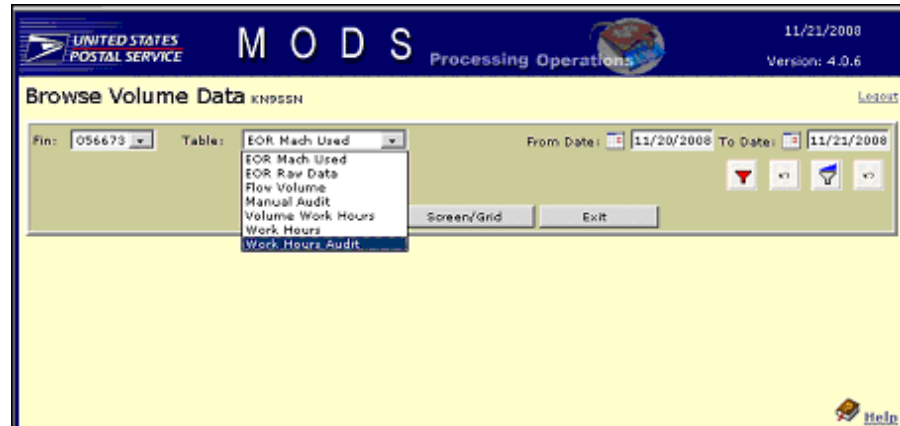 UNITED STATES
POSTAL SERVICE
M O D S
Processing Operations
11/21/2008
Version: 4.0.6
Browse Volume Data KN9SSN
Logout
Fin: 056673
Table: EOR Mach Used
From Date: 11/20/2008 To Date: 11/21/2008
EOR Mach Used
EOR Raw Data
Flow Volume
Manual Audit
Volume Work Hours
Work Hours
Work Hours Audit
Screen/Grid
Exit
Help